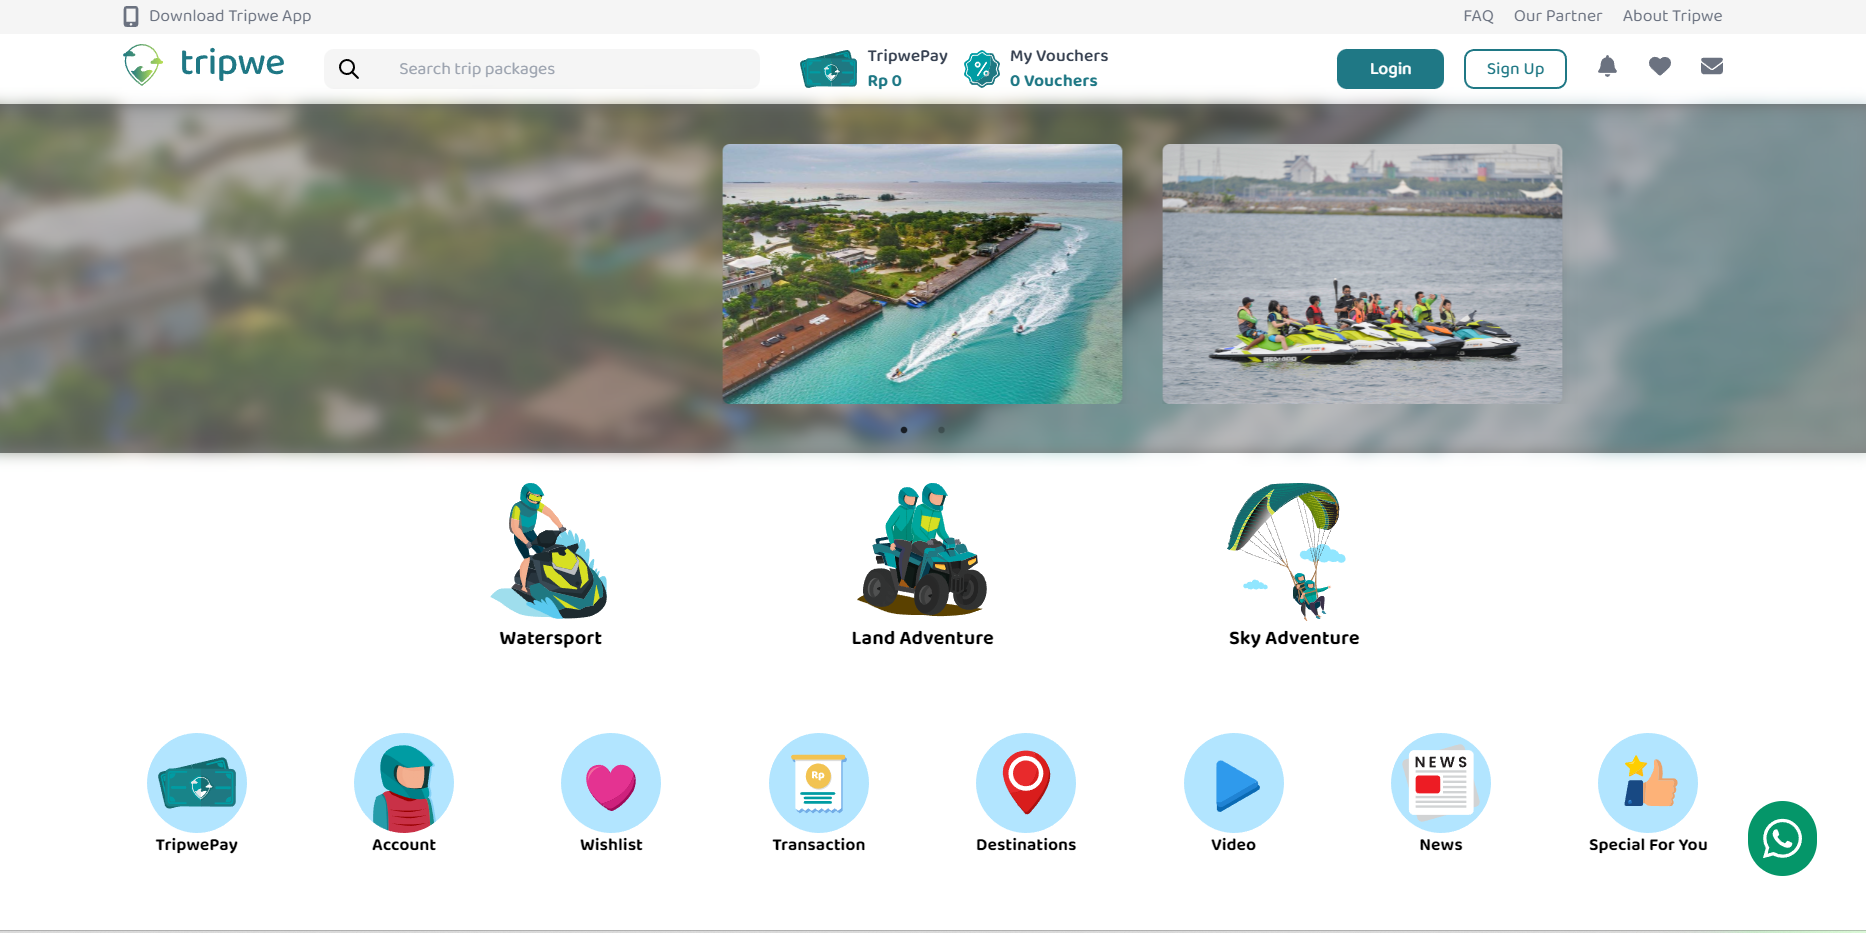 Download Tripwe App
FAQ Our Partner About Tripwe
tripwe
Search trip packages
TripwePay
Rp 0
%
My Vouchers
0 Vouchers
Login
Sign Up
Watersport
Land Adventure
Sky Adventure
TripwePay
Account
Wishlist
Rp
Transaction
Destinations
Video
NEWS
News
Special For You